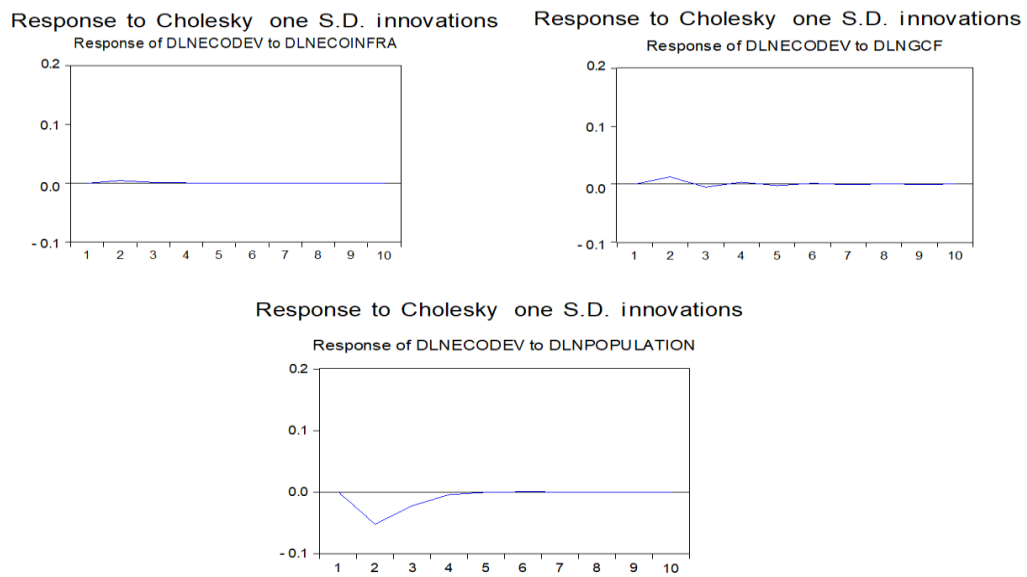 Response to Cholesky one S.D. innovations
Response of DLNECODEV to DLNECOINFRA
0.2
0.1
0.0
- 0.1
1 2 3 4 5 6 7 8 9 10
Response to Cholesky one S.D. innovations
Response of DLNECODEV to DLNGCF
0.2
0.1
0.0
- 0.1
1 2 3 4 5 6 7 8 9 10
Response to Cholesky one S.D. innovations
Response of DLNECODEV to DLNPOPULATION
0.2
0.1
0.0
- 0.1
1 2 3 4 5 6 7 8 9 10